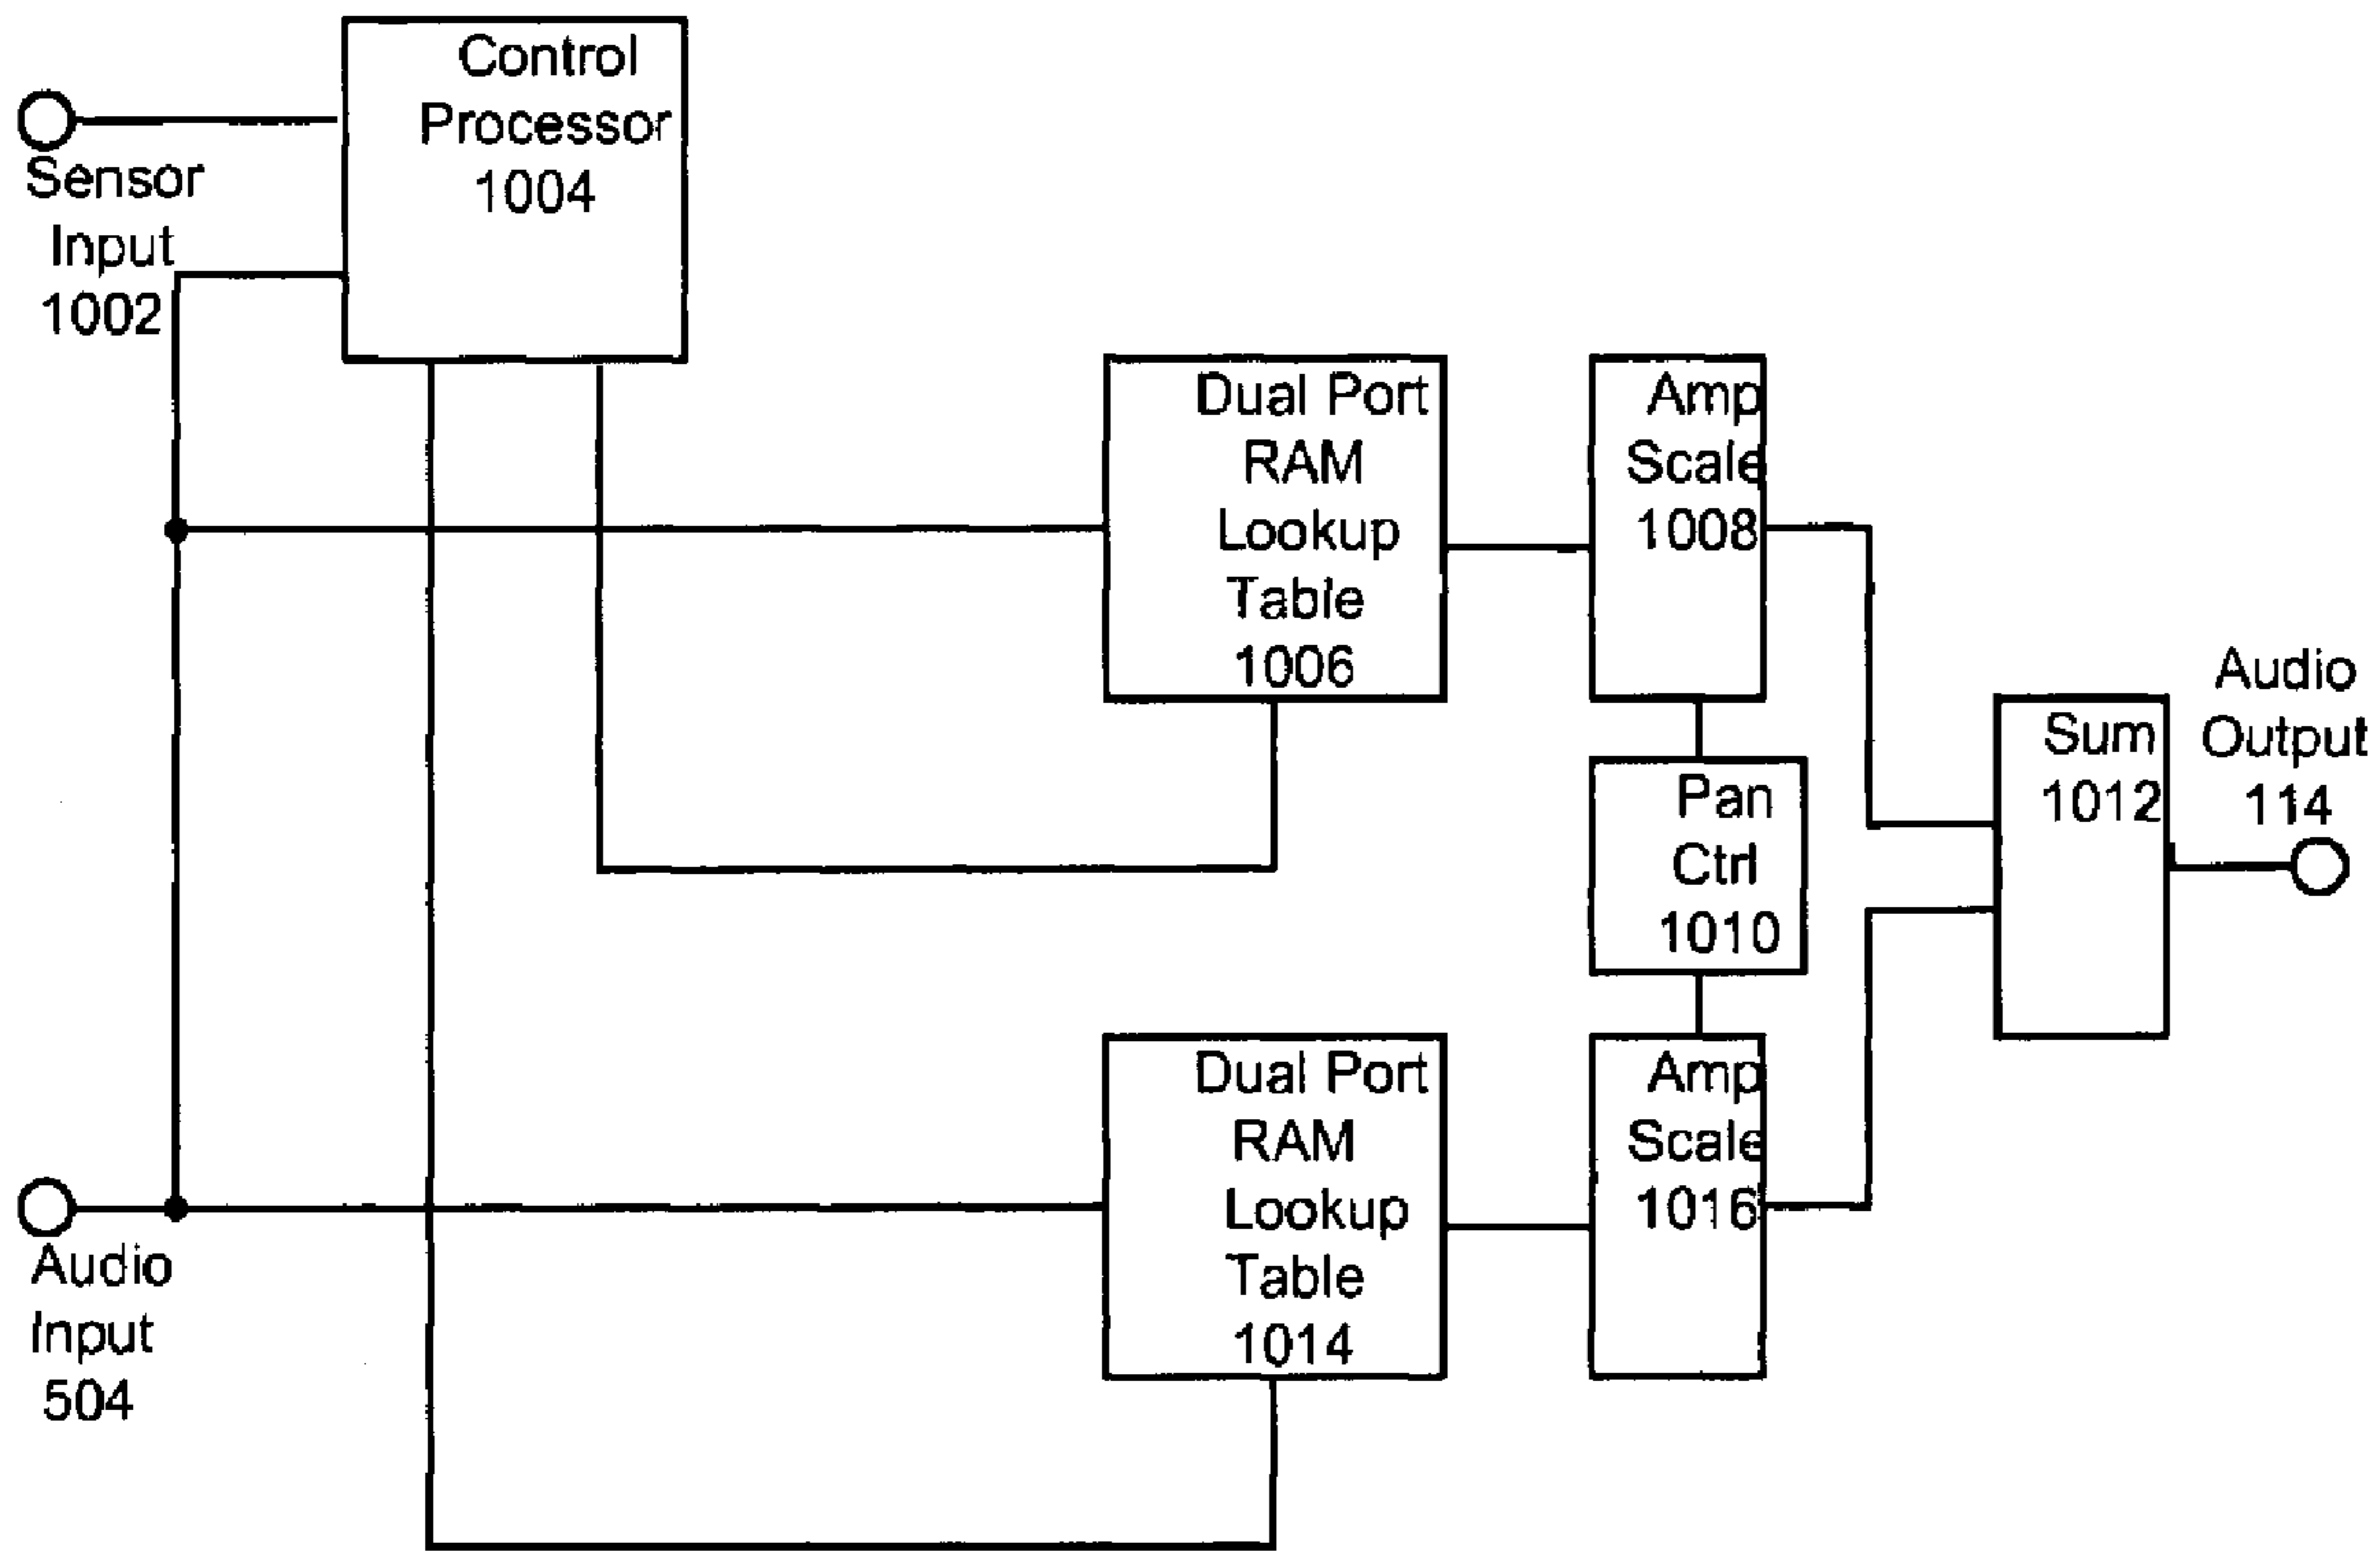 Control
Processor
1004
Sensor
Input
1002
Dual Port
RAM
Lookup
Table
1006
Amp
Scale
1008
Pan
Ctrl
1010
Sum
1012
Audio
Output
114
Dual Port
RAM
Lookup
Table
1014
Amp
Scale
1016
Audio
Input
504